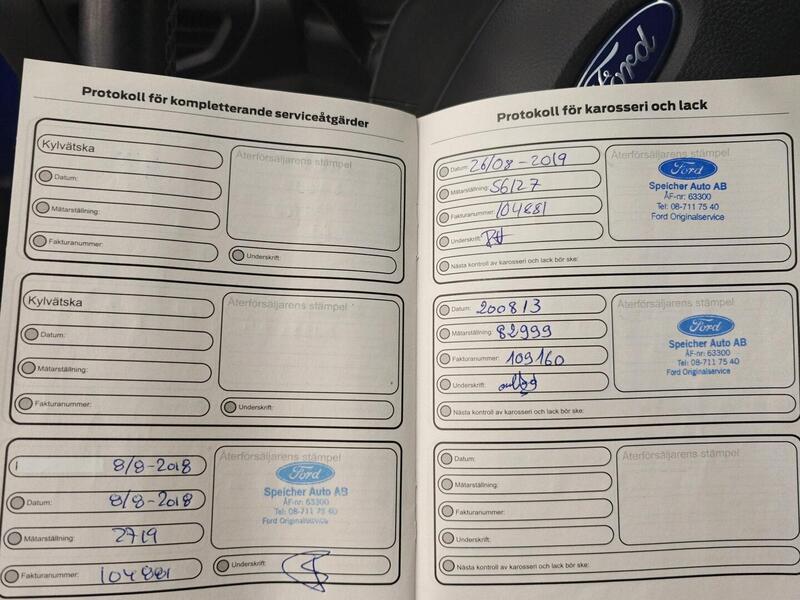 Ford
Protokoll för kompletterande serviceåtgärder
Kylvätska
Återförsäljarens stämpel
Datum:
Mätarställning:
Fakturanummer:
Underskrift:
Kylvätska
Återförsäljarens stämpel
Datum:
Mätarställning:
Fakturanummer:
Underskrift:
I 8/8-2018
Återförsäljarens stämpel
Ford
Speicher Auto AB
ÅF-nr: 63300
Tel: 08-711 75 40
Ford Originalservice
Datum: 8/8-2018
Mätarställning: 2719
Fakturanummer: 104881
Underskrift:
Protokoll för karosseri och lack
Datum: 26/08-2019
Mätarställning: 56127
Fakturanummer: 104881
Underskrift:
Återförsäljarens stämpel
Ford
Speicher Auto AB
ÅF-nr: 63300
Tel: 08-711 75 40
Ford Originalservice
Nästa kontroll av karosseri och lack bör ske:
Datum: 200813
Mätarställning: 82999
Fakturanummer: 109160
Underskrift:
Återförsäljarens stämpel
Ford
Speicher Auto AB
ÅF-nr: 63300
Tel: 08-711 75 40
Ford Originalservice
Nästa kontroll av karosseri och lack bör ske:
Datum:
Mätarställning:
Fakturanummer:
Underskrift:
Återförsäljarens stämpel
Nästa kontroll av karosseri och lack bör ske: